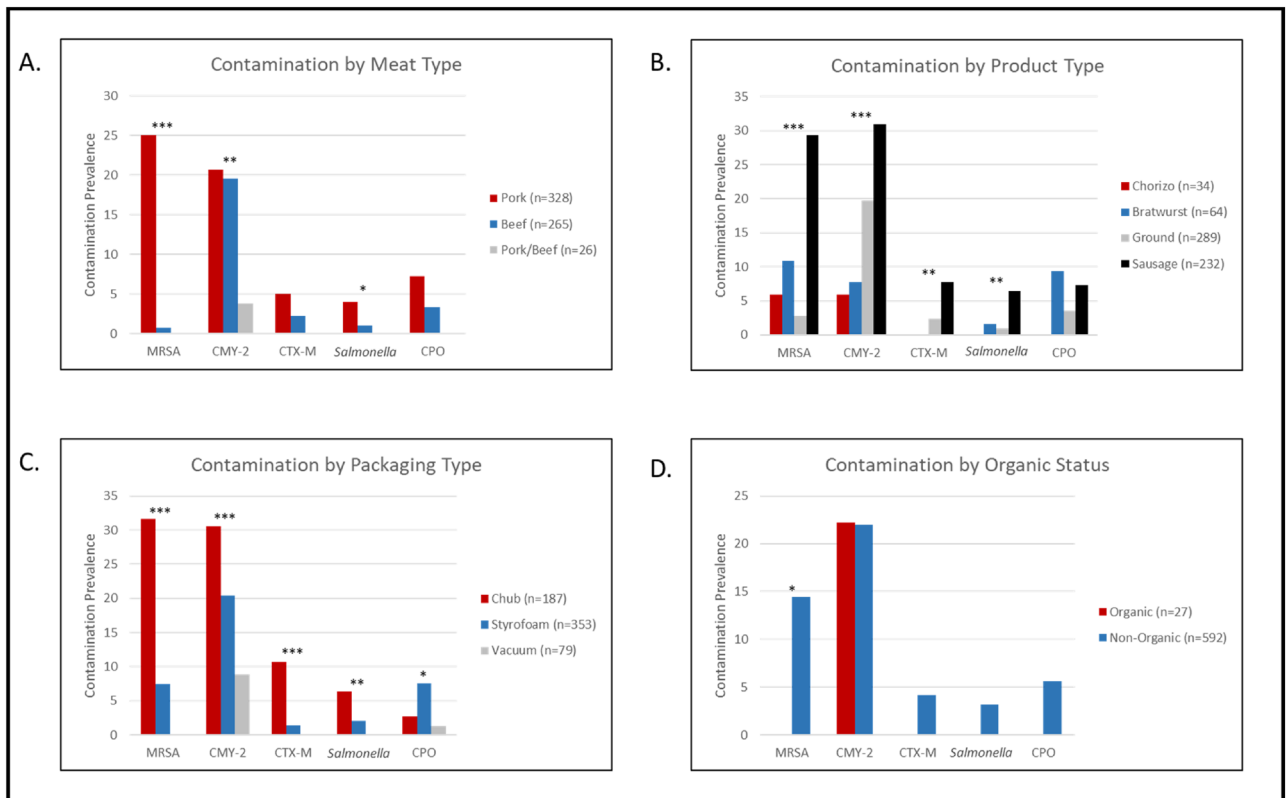 A.
Contamination by Meat Type
Contamination Prevalence
30
25
20
15
10
5
0
***
**
*
MRSA
CMY-2
CTX-M
Salmonella
CPO
Pork (n=328)
Beef (n=265)
Pork/Beef (n=26)
B.
Contamination by Product Type
Contamination Prevalence
35
30
25
20
15
10
5
0
***
***
**
**
MRSA
CMY-2
CTX-M
Salmonella
CPO
Chorizo (n=34)
Bratwurst (n=64)
Ground (n=289)
Sausage (n=232)
C.
Contamination by Packaging Type
Contamination Prevalence
35
30
25
20
15
10
5
0
***
***
***
**
*
MRSA
CMY-2
CTX-M
Salmonella
CPO
Chub (n=187)
Styrofoam (n=353)
Vacuum (n=79)
D.
Contamination by Organic Status
Contamination Prevalence
25
20
15
10
5
0
*
MRSA
CMY-2
CTX-M
Salmonella
CPO
Organic (n=27)
Non-Organic (n=592)